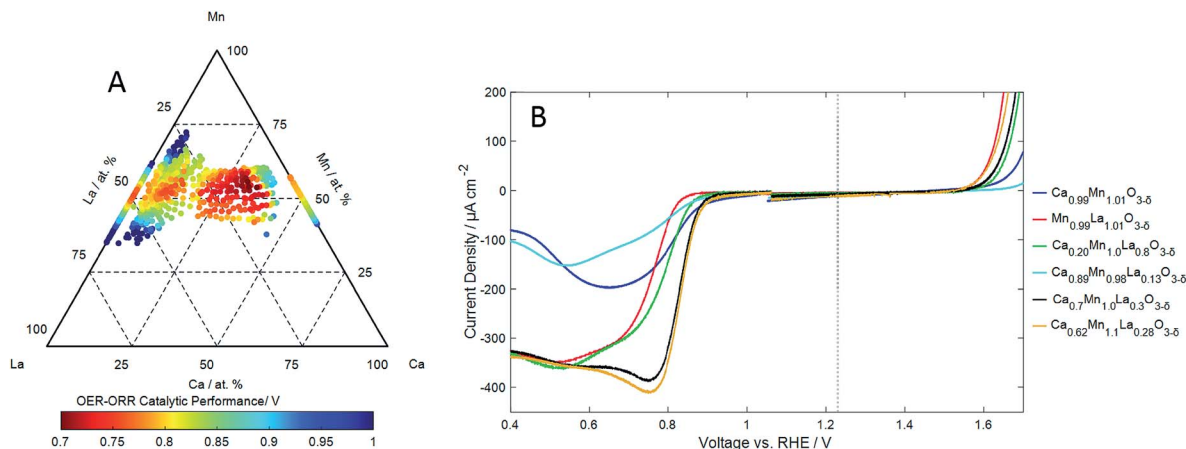 Mn
A
100
25
75
La / at. %
Mn / at. %
50
50
75
25
100
La
25
50
75
100
Ca
Ca / at. %
OER-ORR Catalytic Performance/ V
0.7 0.75 0.8 0.85 0.9 0.95 1
B
200
100
0
-100
-200
-300
-400
Current Density / µA cm⁻²
0.4 0.6 0.8 1 1.2 1.4 1.6
Voltage vs. RHE / V
Ca₀.₉₉Mn₁.₀₁O₃₋δ
Mn₀.₉₉La₁.₀₁O₃₋δ
Ca₀.₂₀Mn₁.₀La₀.₈O₃₋δ
Ca₀.₈₉Mn₀.₉₈La₀.₁₃O₃₋δ
Ca₀.₇Mn₁.₀La₀.₃O₃₋δ
Ca₀.₆₂Mn₁.₁La₀.₂₈O₃₋δ